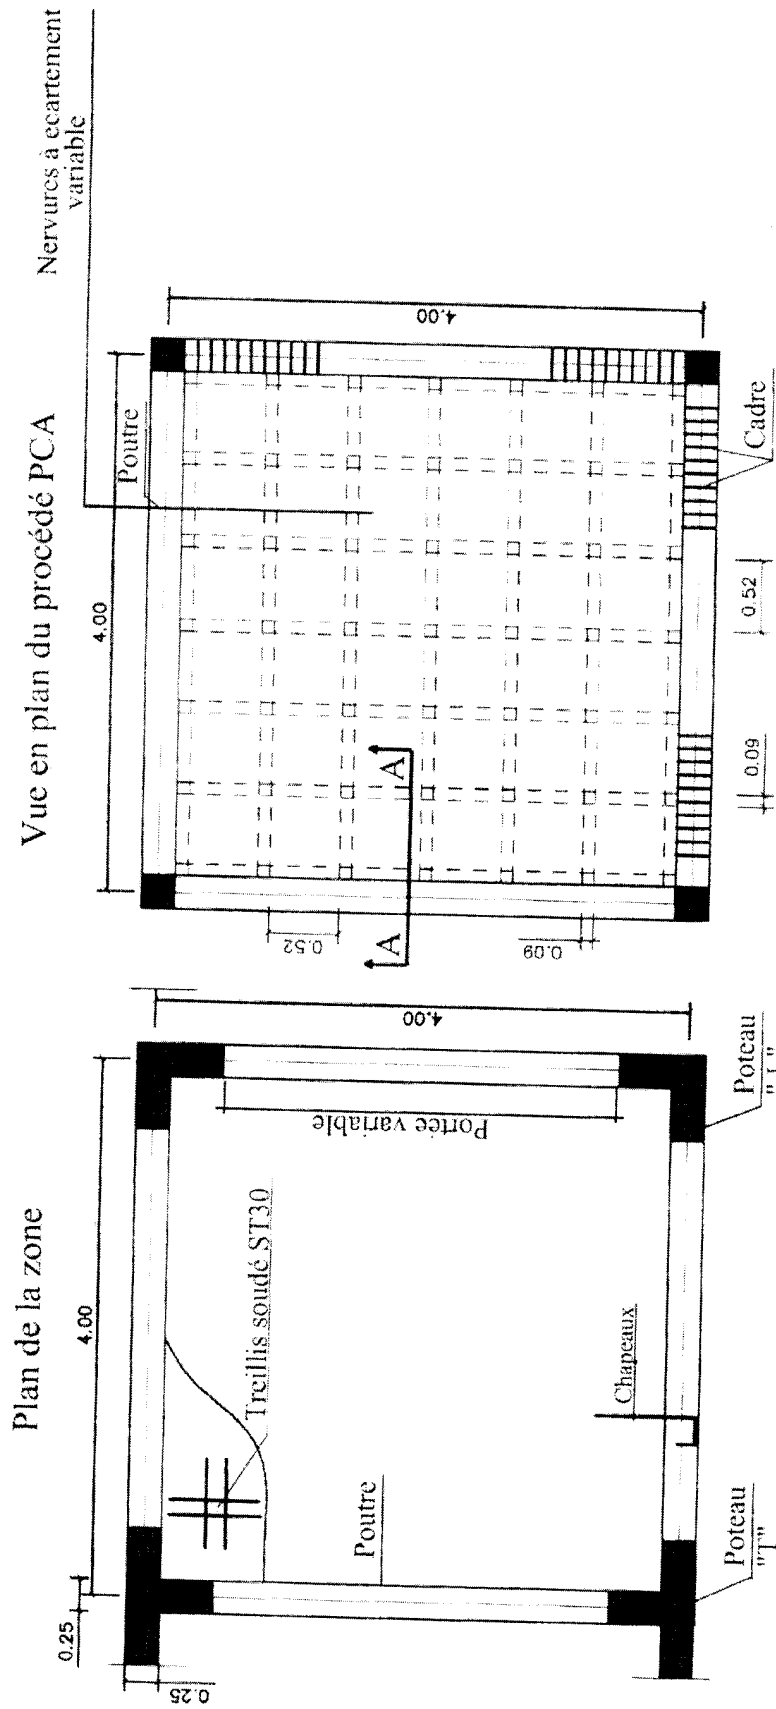 Plan de la zone
4.00
0.25
0.25
Treillis soudé ST30
Portée variable
4.00
Poutre
Chapeaux
Poteau
"T"
Poteau
"L"
Vue en plan du procédé PCA
Nervures à ecartement
variable
4.00
Poutre
4.00
A
A
0.52
0.09
0.09
0.52
Cadre